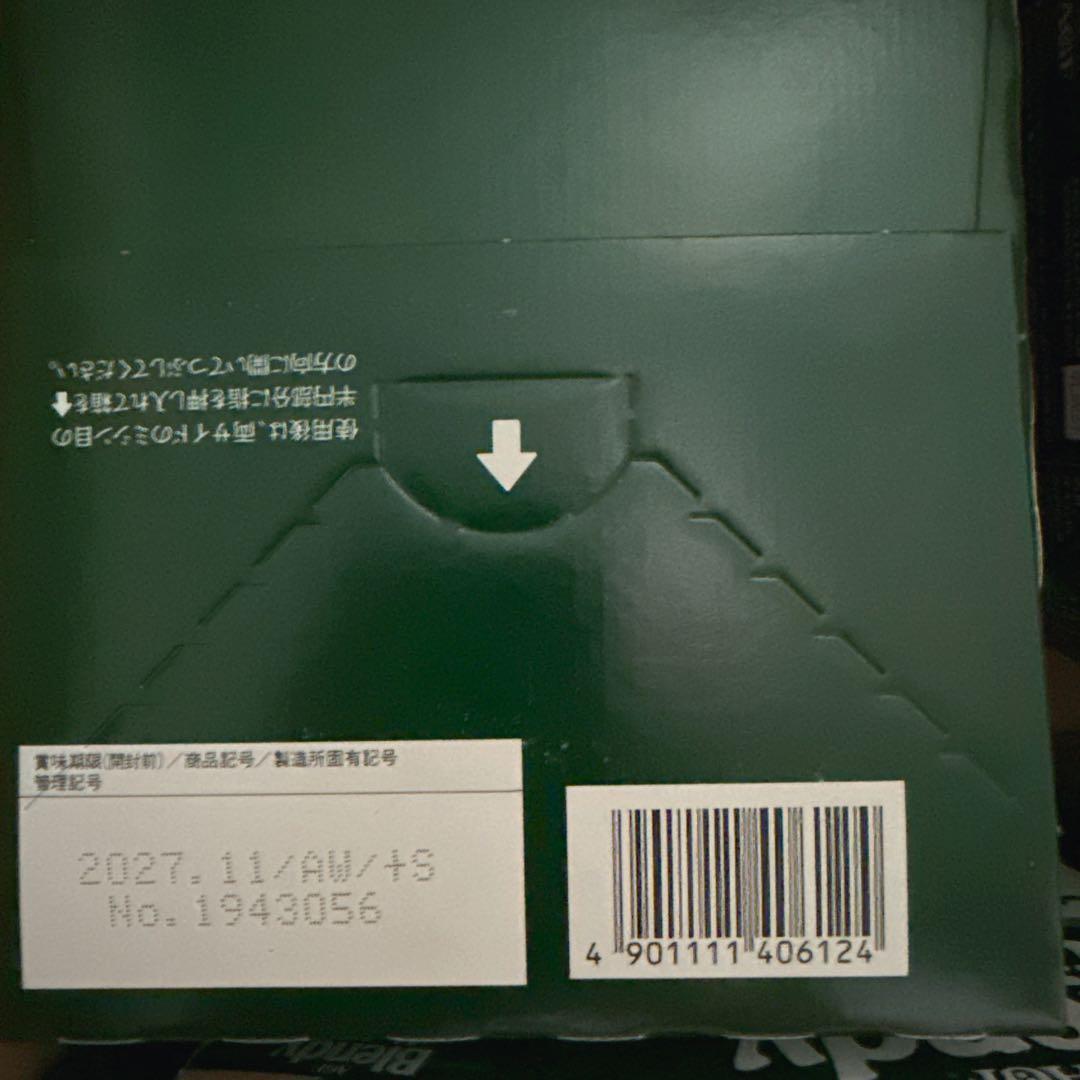 使用後は、両サイドのミシン目の
半円部分に指を押し入れて箱を⬆
の方向に開いてつぶしてください。
賞味期限(開封前)/商品記号/製造所固有記号
管理記号
2027.11/AW/+S
No.1943056
4 901111 406124
Blendy